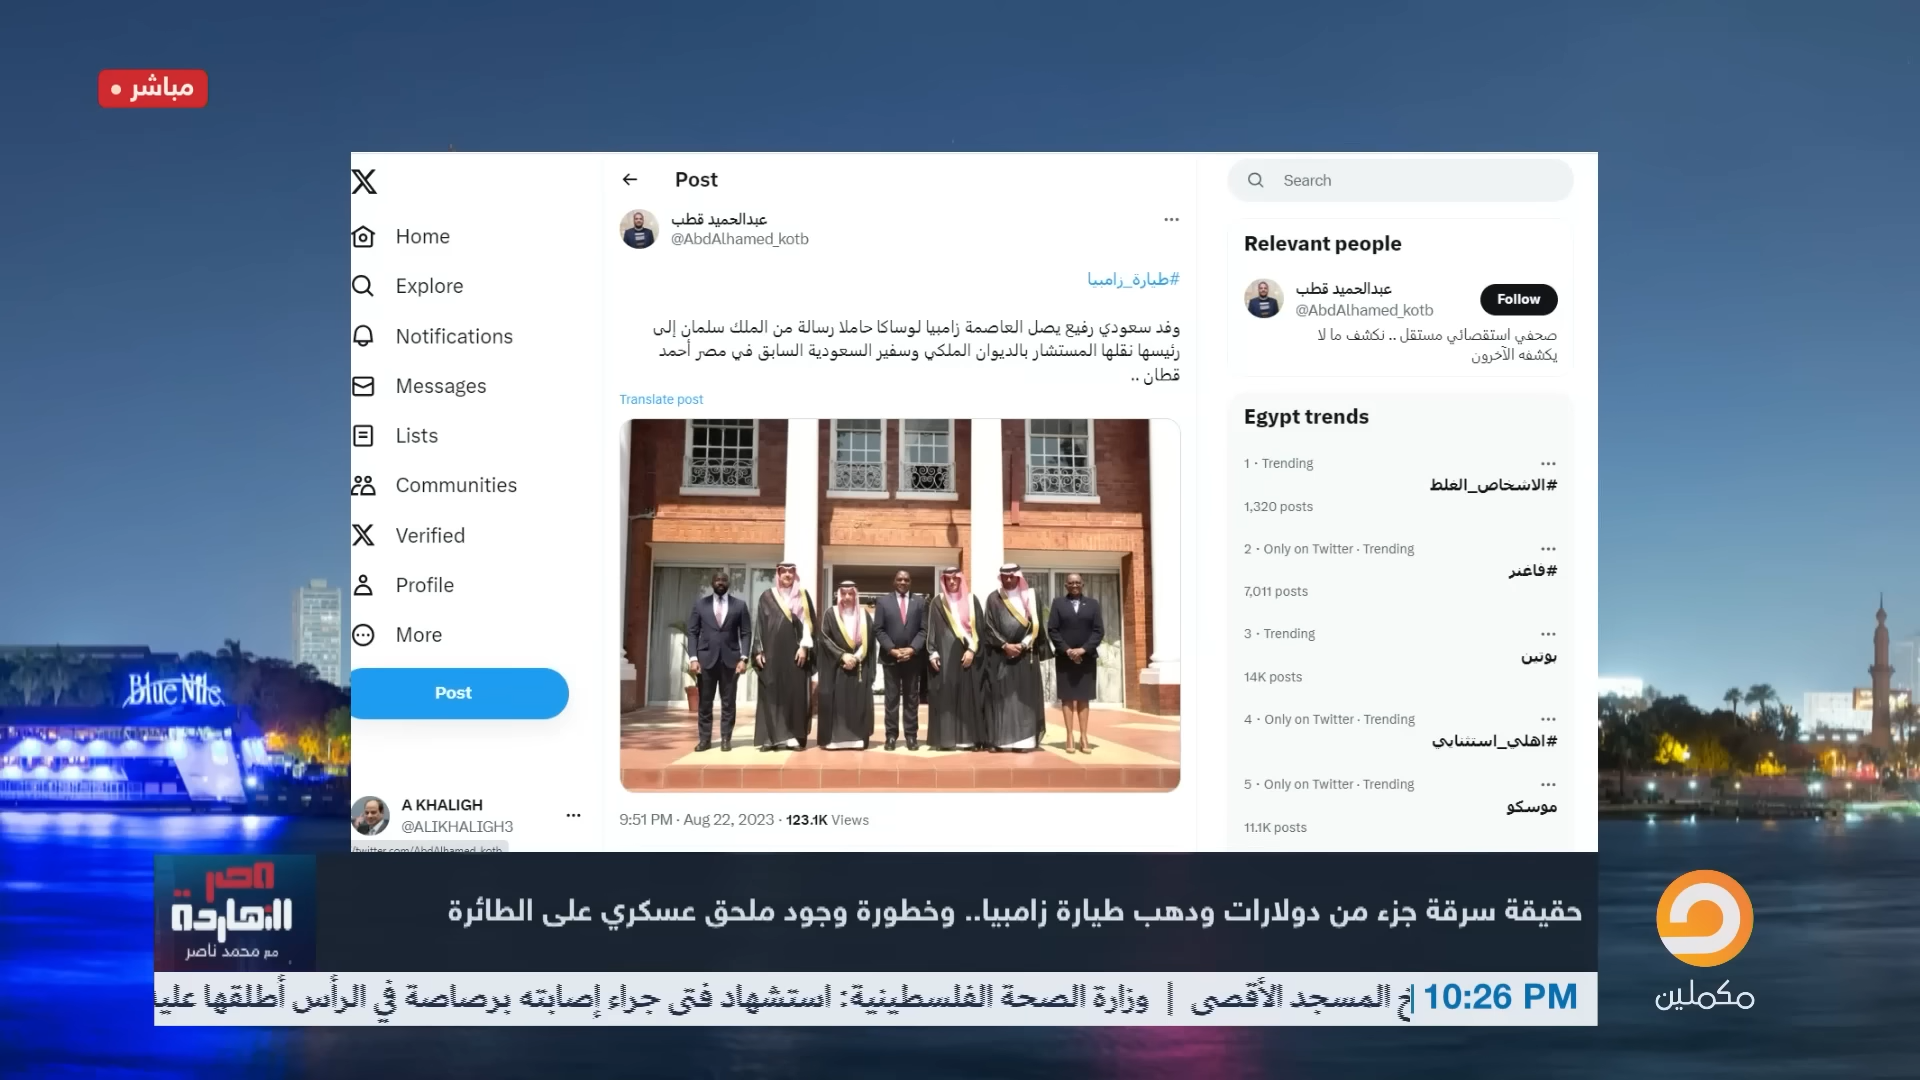 مباشر
Post
Search
Home
Explore
Notifications
Messages
Lists
Communities
Verified
Profile
More
Post
A KHALIGH
@ALIKHALIGH3
عبدالحميد قطب
@AbdAlhamed_kotb
#طيارة_زامبيا
وفد سعودي رفيع يصل العاصمة زامبيا لوساكا حاملا رسالة من الملك سلمان إلى
رئيسها نقلها المستشار بالديوان الملكي وسفير السعودية السابق في مصر أحمد
قطان ..
Translate post
9:51 PM · Aug 22, 2023 · 123.1K Views
Relevant people
عبدالحميد قطب
@AbdAlhamed_kotb
Follow
صحفي استقصائي مستقل .. نكشف ما لا
يكشفه الآخرون
Egypt trends
1 · Trending
#الاشخاص_الغلط
1,320 posts
2 · Only on Twitter · Trending
#فاغنر
7,011 posts
3 · Trending
بوتين
14K posts
4 · Only on Twitter · Trending
#اهلي_استثنايي
5 · Only on Twitter · Trending
موسكو
11.1K posts
Blue Nile
مصر
النهاردة
مع محمد ناصر
حقيقة سرقة جزء من دولارات ودهب طيارة زامبيا.. وخطورة وجود ملحق عسكري على الطائرة
المسجد الأقصى | وزارة الصحة الفلسطينية: استشهاد فتى جراء إصابته برصاصة في الرأس أطلقها
10:26 PM
مكملين